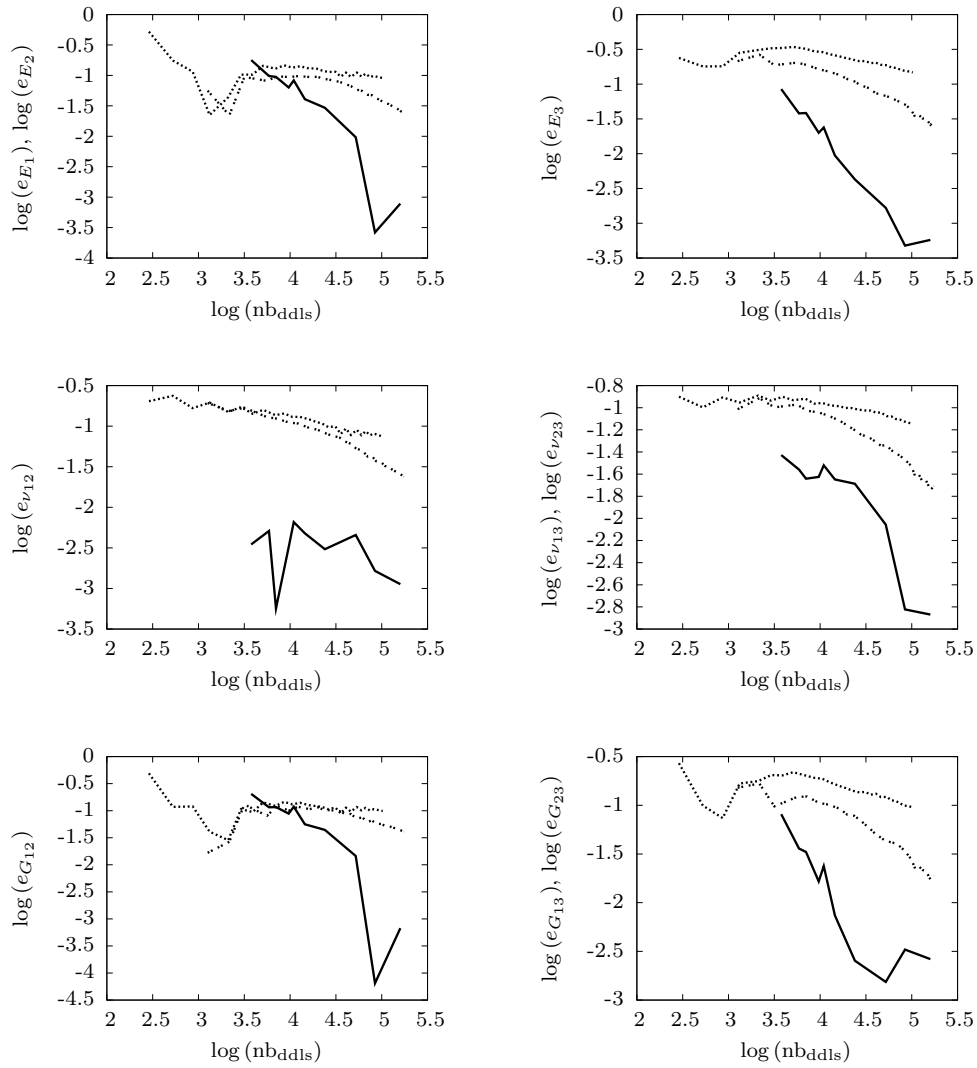 0
-0.5
-1
-1.5
-2
-2.5
-3
-3.5
-4
2 2.5 3 3.5 4 4.5 5 5.5
log (nb_ddls)
log (e_{E_1}), log (e_{E_2})
0
-0.5
-1
-1.5
-2
-2.5
-3
-3.5
2 2.5 3 3.5 4 4.5 5 5.5
log (nb_ddls)
log (e_{E_3})
-0.5
-1
-1.5
-2
-2.5
-3
-3.5
2 2.5 3 3.5 4 4.5 5 5.5
log (nb_ddls)
log (e_{ν_{12}})
-0.8
-1
-1.2
-1.4
-1.6
-1.8
-2
-2.2
-2.4
-2.6
-2.8
-3
2 2.5 3 3.5 4 4.5 5 5.5
log (nb_ddls)
log (e_{ν_{13}}), log (e_{ν_{23}})
0
-0.5
-1
-1.5
-2
-2.5
-3
-3.5
-4
-4.5
2 2.5 3 3.5 4 4.5 5 5.5
log (nb_ddls)
log (e_{G_{12}})
-0.5
-1
-1.5
-2
-2.5
-3
2 2.5 3 3.5 4 4.5 5 5.5
log (nb_ddls)
log (e_{G_{13}}), log (e_{G_{23}})